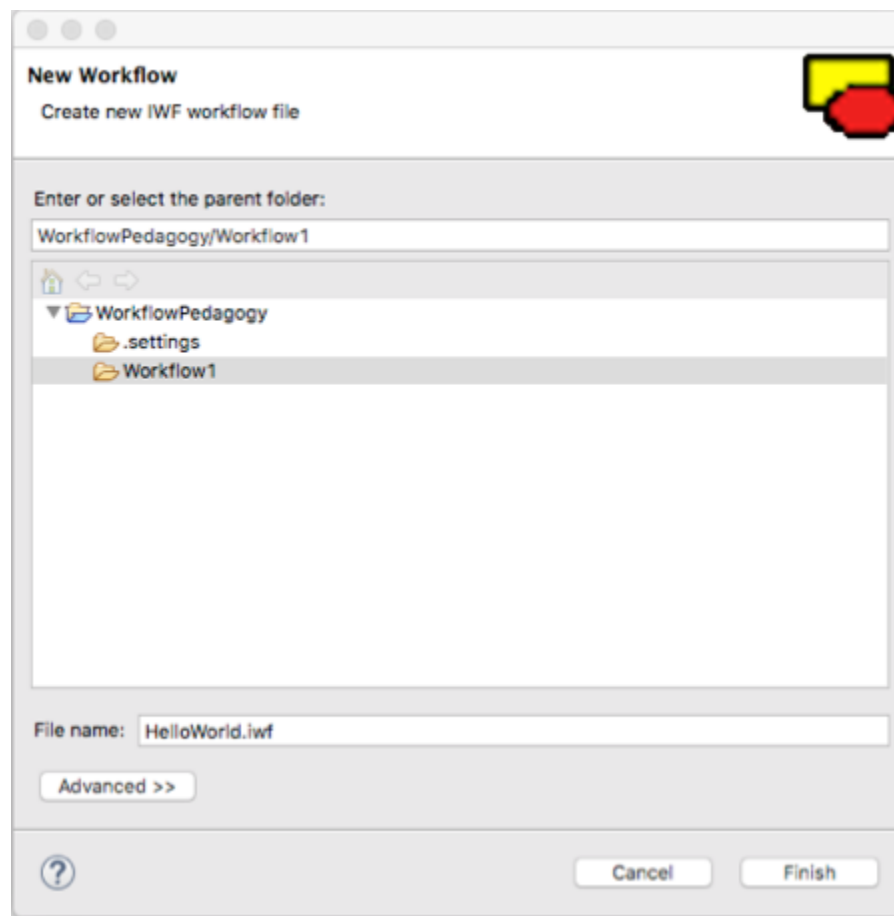 New Workflow
Create new IWF workflow file
Enter or select the parent folder:
WorkflowPedagogy/Workflow1
WorkflowPedagogy
.settings
Workflow1
File name: HelloWorld.iwf
Advanced >>
? Cancel Finish